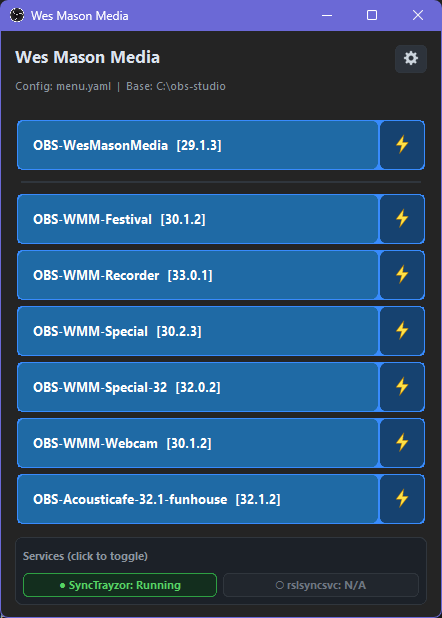 Wes Mason Media
Wes Mason Media
Config: menu.yaml | Base: C:\obs-studio
OBS-WesMasonMedia [29.1.3]
OBS-WMM-Festival [30.1.2]
OBS-WMM-Recorder [33.0.1]
OBS-WMM-Special [30.2.3]
OBS-WMM-Special-32 [32.0.2]
OBS-WMM-Webcam [30.1.2]
OBS-Acousticafe-32.1-funhouse [32.1.2]
Services (click to toggle)
● SyncTrayzor: Running ○ rslsyncsvc: N/A